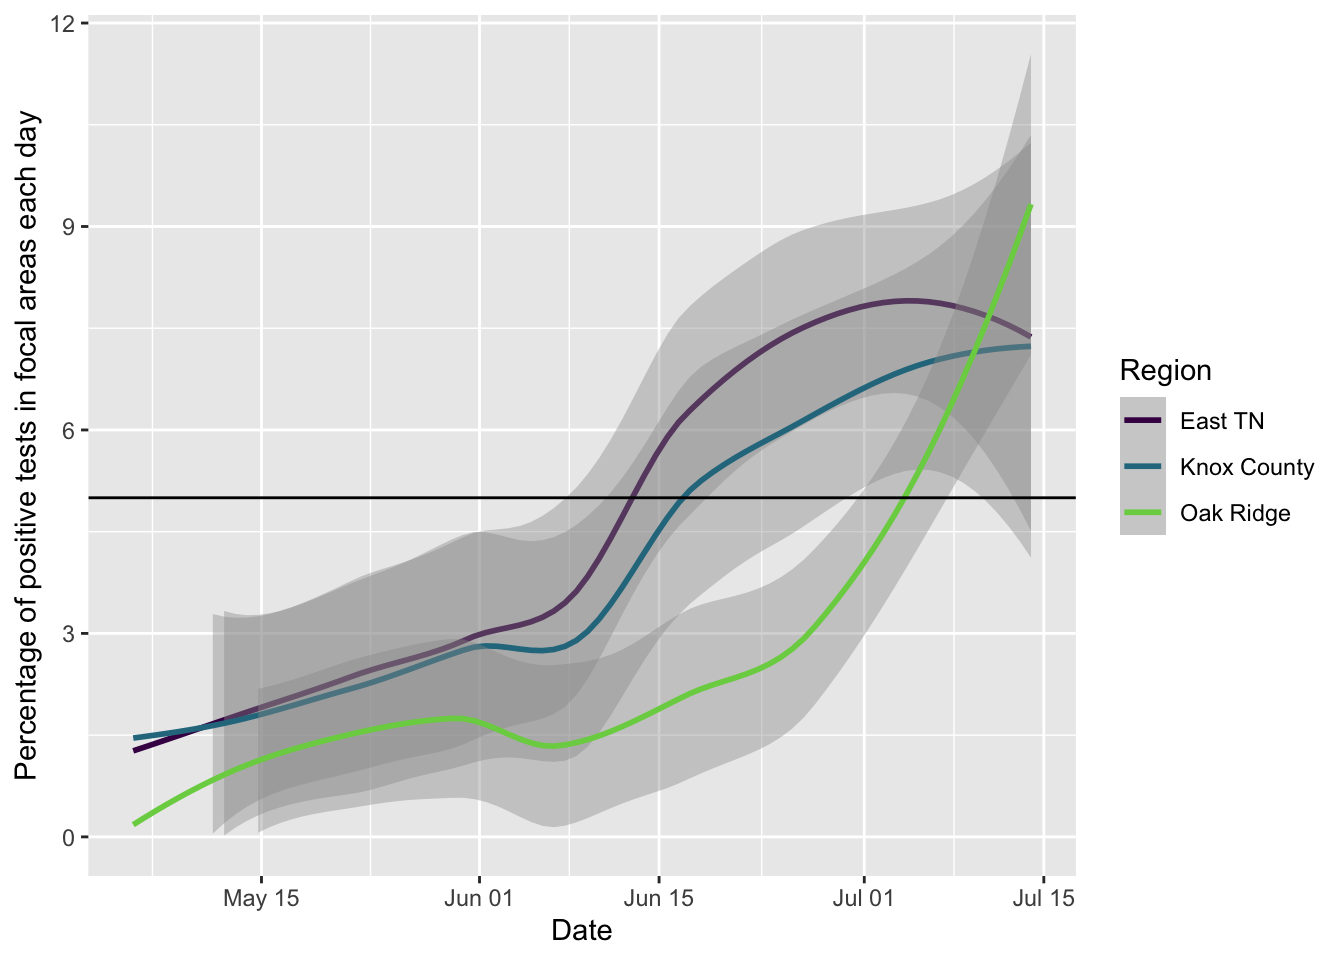 Percentage of positive tests in focal areas each day
12
9
6
3
0
May 15
Jun 01
Jun 15
Jul 01
Jul 15
Date
Region
East TN
Knox County
Oak Ridge